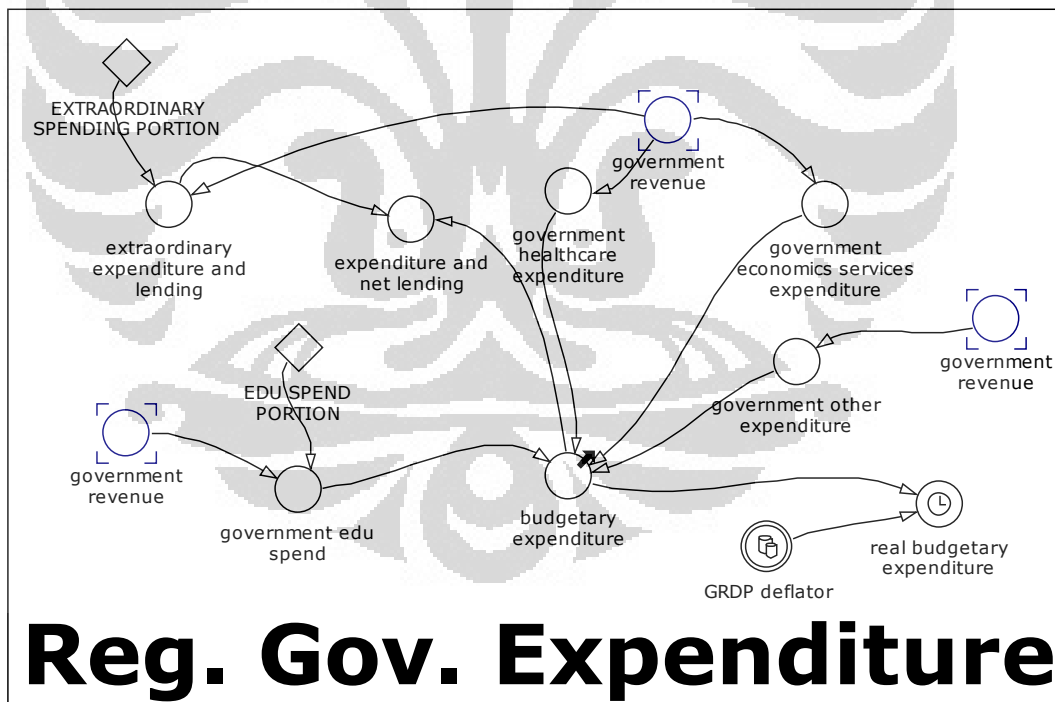 EXTRAORDINARY
SPENDING PORTION
government
revenue
extraordinary
expenditure and
lending
expenditure and
net lending
government
healthcare
expenditure
government
economics services
expenditure
government
revenue
EDU SPEND
PORTION
government other
expenditure
government
revenue
government edu
spend
budgetary
expenditure
real budgetary
expenditure
GRDP deflator
Reg. Gov. Expenditure